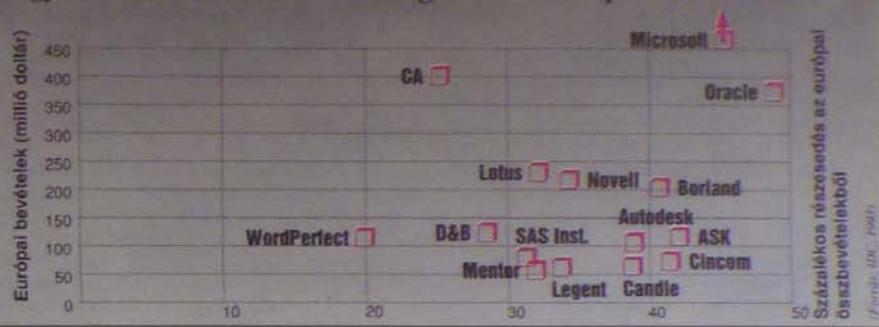 Európai bevételek (millió dollár)
450
400
350
300
250
200
150
100
50
0
Microsoft
CA
Oracle
Lotus
Novell
Borland
Autodesk
WordPerfect
D&B
SAS Inst.
ASK
Mentor
Cincom
Legent
Candle
10
20
30
40
50
Százalékos részesedés az európai
összbevételekből
(Forrás: IDC,